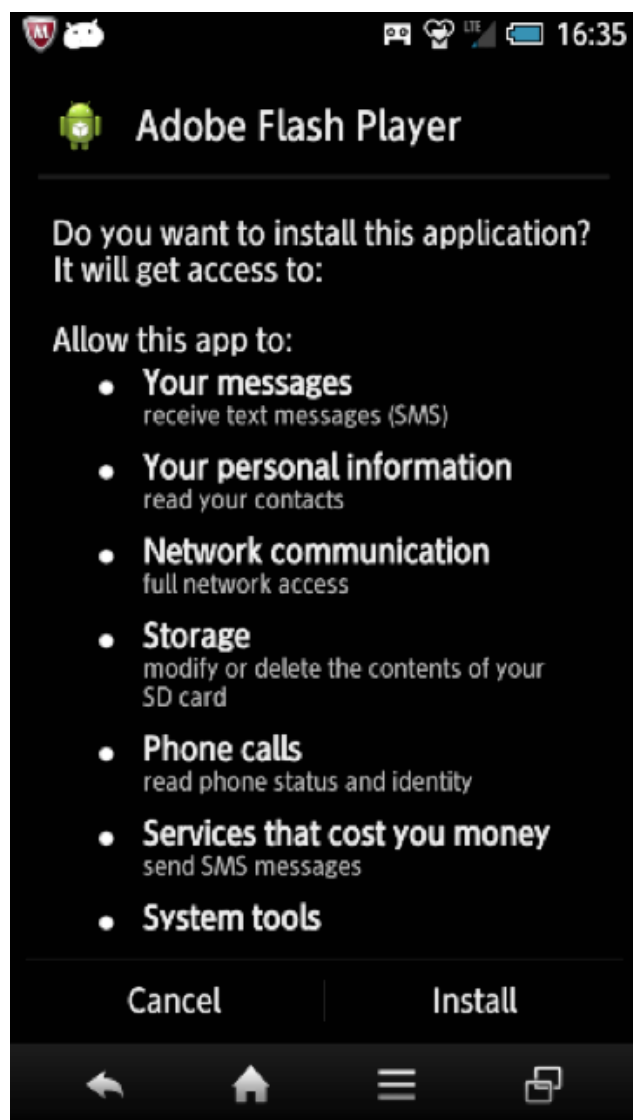 LTE 16:35
Adobe Flash Player
Do you want to install this application?
It will get access to:
Allow this app to:
• Your messages
receive text messages (SMS)
• Your personal information
read your contacts
• Network communication
full network access
• Storage
modify or delete the contents of your
SD card
• Phone calls
read phone status and identity
• Services that cost you money
send SMS messages
• System tools
Cancel Install